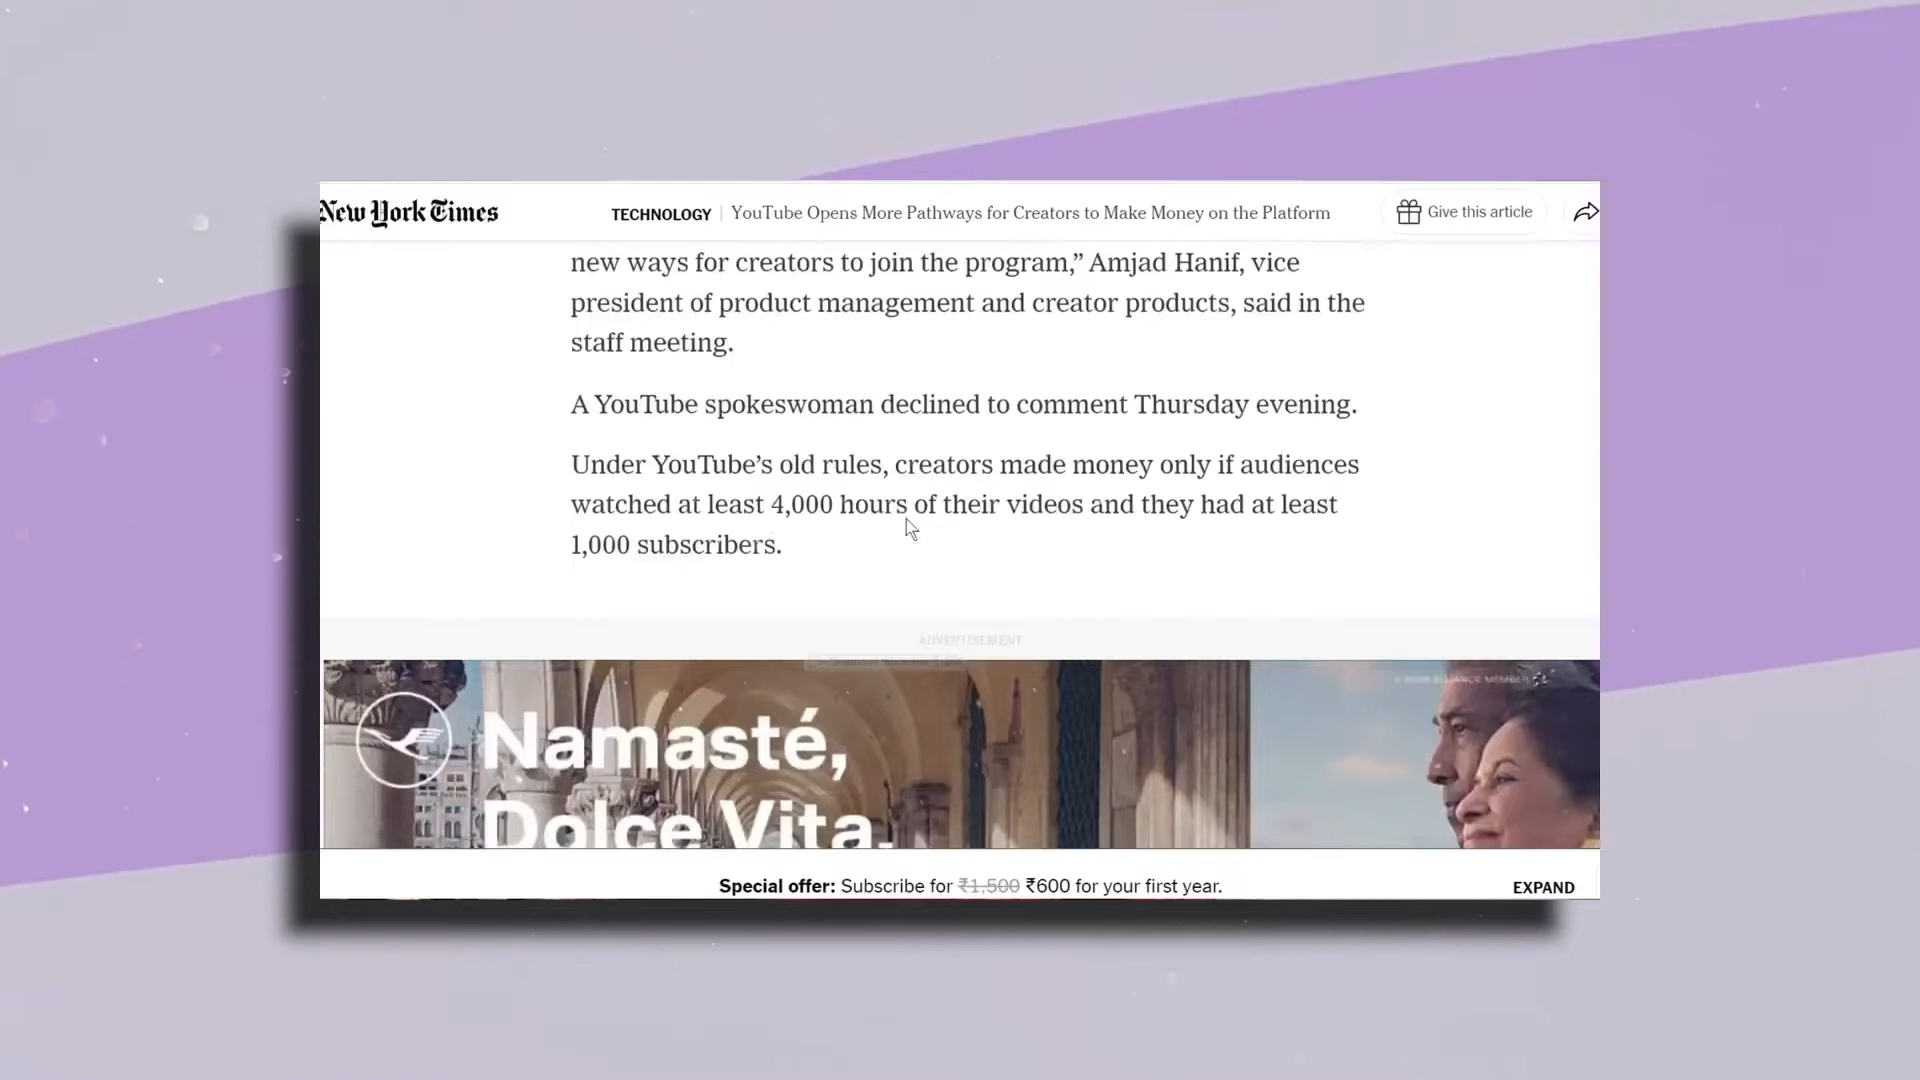 New York Times
TECHNOLOGY | YouTube Opens More Pathways for Creators to Make Money on the Platform
Give this article
new ways for creators to join the program,” Amjad Hanif, vice
president of product management and creator products, said in the
staff meeting.
A YouTube spokeswoman declined to comment Thursday evening.
Under YouTube’s old rules, creators made money only if audiences
watched at least 4,000 hours of their videos and they had at least
1,000 subscribers.
ADVERTISEMENT
ALLIANCE MEMBER
Namasté,
Dolce Vita.
Special offer: Subscribe for ₹1,500 ₹600 for your first year.
EXPAND